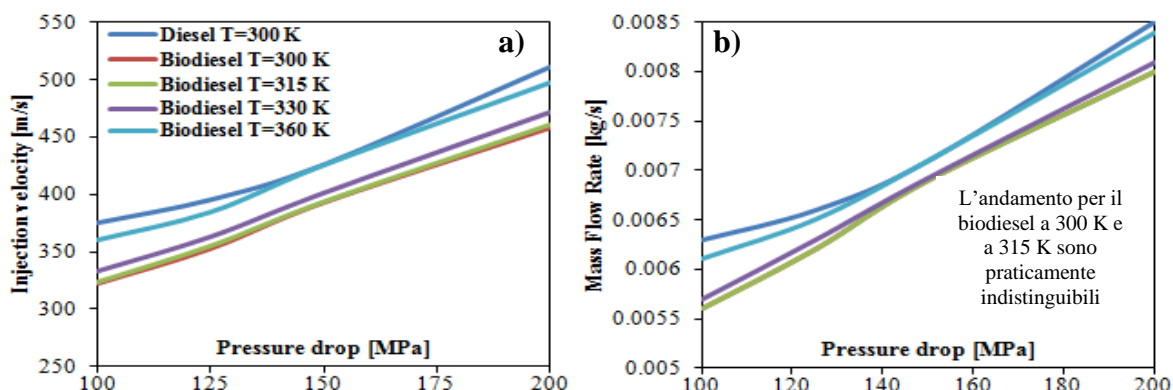 a)
Injection velocity [m/s]
550
500
450
400
350
300
250
Diesel T=300 K
Biodiesel T=300 K
Biodiesel T=315 K
Biodiesel T=330 K
Biodiesel T=360 K
Pressure drop [MPa]
100
125
150
175
200
b)
Mass Flow Rate [kg/s]
0.0085
0.008
0.0075
0.007
0.0065
0.006
0.0055
0.005
L’andamento per il
biodiesel a 300 K e
a 315 K sono
praticamente
indistinguibili
Pressure drop [MPa]
100
120
140
160
180
200